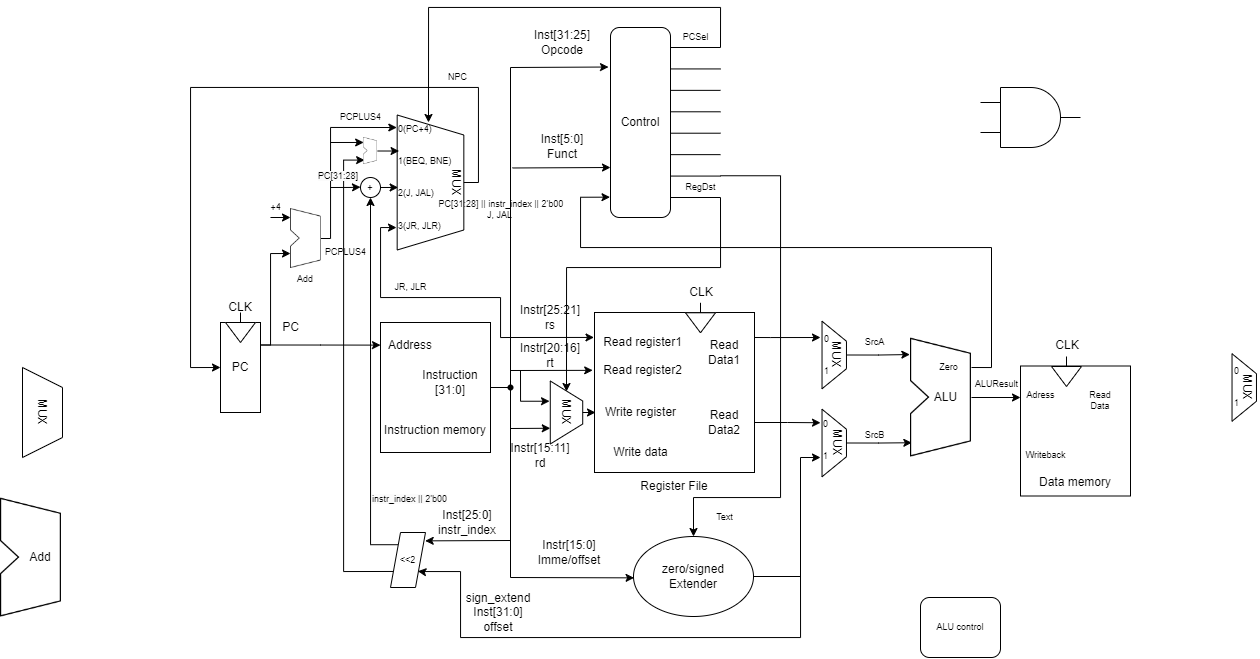 Inst[31:25]
Opcode
PCSel
NPC
PCPLUS4
0(PC+4)
Control
Inst[5:0]
Funct
1(BEQ, BNE)
MUX
PC[31:28]
+
2(J, JAL)
PC[31:28] || instr_index || 2'b00
J, JAL
RegDst
+4
3(JR, JLR)
PCPLUS4
Add
JR, JLR
CLK
PC
PC
Address
Instruction
[31:0]
Instruction memory
Instr[25:21]
rs
Instr[20:16]
rt
MUX
Instr[15:11]
rd
CLK
Read register1
Read register2
Write register
Write data
Read
Data1
Read
Data2
Register File
0
MUX
1
0
MUX
1
SrcA
SrcB
Zero
ALU
ALUResult
CLK
Adress
Read
Data
Writeback
Data memory
0
MUX
1
MUX
Add
instr_index || 2'b00
Inst[25:0]
instr_index
<<2
Text
Instr[15:0]
Imme/offset
zero/signed
Extender
sign_extend
Inst[31:0]
offset
ALU control